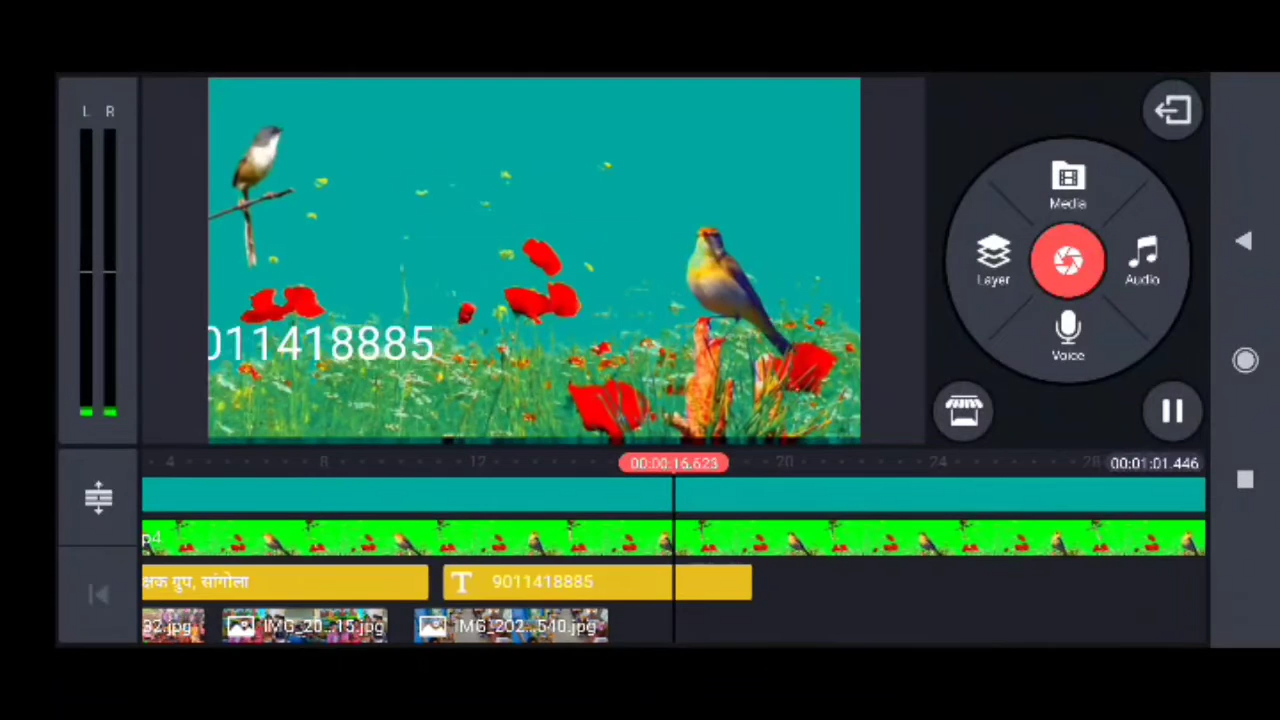 L R
Media
Layer
Audio
Voice
011418885
4 8 12 00:00:16.623 20 24 28 00:01:01.446
p4
क्षक ग्रुप, सांगोला
T 9011418885
32.jpg
IMG_20...15.jpg
IMG_202...540.jpg